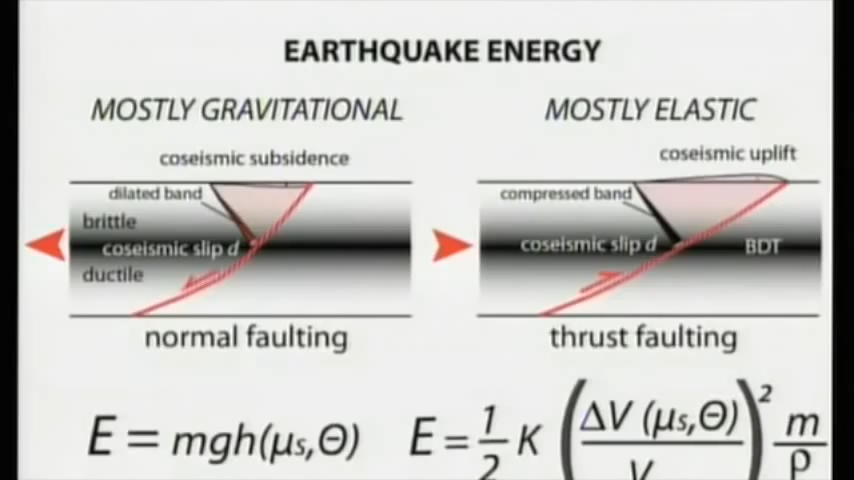 EARTHQUAKE ENERGY
MOSTLY GRAVITATIONAL
MOSTLY ELASTIC
coseismic subsidence
coseismic uplift
dilated band
compressed band
brittle
coseismic slip d
coseismic slip d
BDT
ductile
normal faulting
thrust faulting
E = mgh(μs,Θ)
E = 1/2 K (ΔV (μs,Θ)/V)² m/ρ